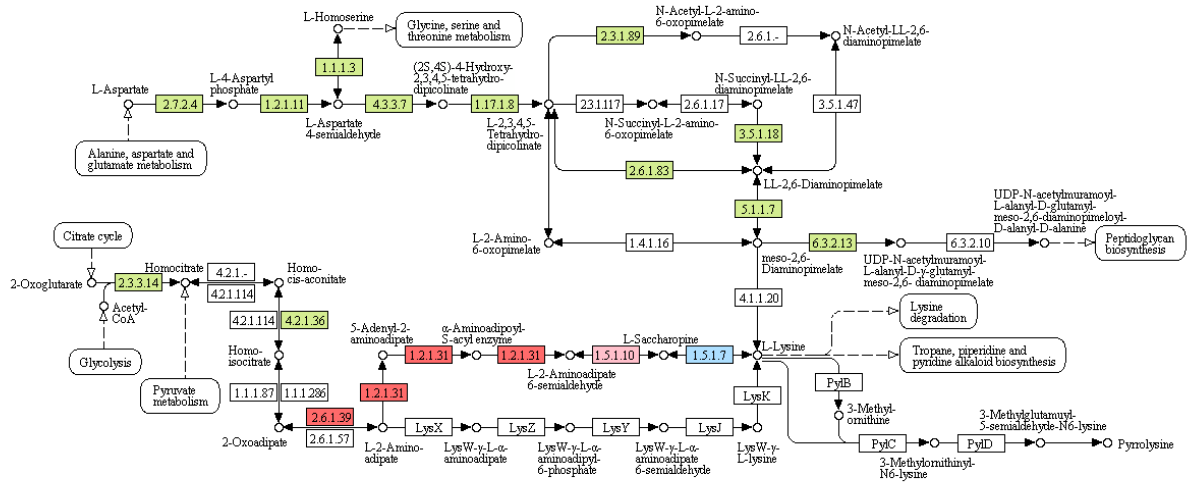 L-Homoserine
Glycine, serine and
threonine metabolism
N-Acetyl-L-2-amino-
6-oxopimelate
2.3.1.89
2.6.1.-
N-Acetyl-LL-2,6-
diaminopimelate
1.1.1.3
(2S,4S)-4-Hydroxy-
2,3,4,5-tetrahydro-
dipicolinate
L-4-Aspartyl
phosphate
L-Aspartate
2.7.2.4
1.2.1.11
4.3.3.7
1.17.1.8
L-Aspartate
4-semialdehyde
L-2,3,4,5-
Tetrahydro-
dipicolinate
2.3.1.117
2.6.1.17
N-Succinyl-LL-2,6-
diaminopimelate
N-Succinyl-L-2-amino-
6-oxopimelate
3.5.1.47
3.5.1.18
Alanine, aspartate and
glutamate metabolism
2.6.1.83
LL-2,6-Diaminopimelate
5.1.1.7
UDP-N-acetylmuramoyl-
L-alanyl-D-glutamyl-
meso-2,6-diaminopimeloyl-
D-alanyl-D-alanine
L-2-Amino-
6-oxopimelate
1.4.1.16
meso-2,6-
Diaminopimelate
6.3.2.13
6.3.2.10
Peptidoglycan
biosynthesis
UDP-N-acetylmuramoyl-
L-alanyl-D-γ-glutamyl-
meso-2,6- diaminopimelate
Citrate cycle
2-Oxoglutarate
2.3.3.14
Homocitrate
4.2.1.-
4.2.1.114
Homo-
cis-aconitate
Acetyl-
CoA
Glycolysis
4.2.1.114
4.2.1.36
4.1.1.20
Lysine
degradation
Homo-
isocitrate
5-Adenyl-2-
aminoadipate
α-Aminoadipoyl-
S-acyl enzyme
L-Saccharopine
1.2.1.31
1.2.1.31
1.5.1.10
1.5.1.7
L-Lysine
L-2-Aminoadipate
6-semialdehyde
Tropane, piperidine and
pyridine alkaloid biosynthesis
Pyruvate
metabolism
1.1.1.87
1.1.1.286
1.2.1.31
PylB
LysK
2.6.1.39
2.6.1.57
2-Oxoadipate
L-2-Amino-
adipate
LysX
LysZ
LysY
LysJ
LysW-γ-L-α-
aminoadipate
LysW-γ-L-α-
aminoadipyl-
6-phosphate
LysW-γ-L-α-
aminoadipate
6-semialdehyde
LysW-γ-
L-lysine
3-Methyl-
ornithine
PylC
PylD
3-Methylglutamuyl-
5-semialdehyde-N6-lysine
Pyrrolysine
3-Methylornithinyl-
N6-lysine